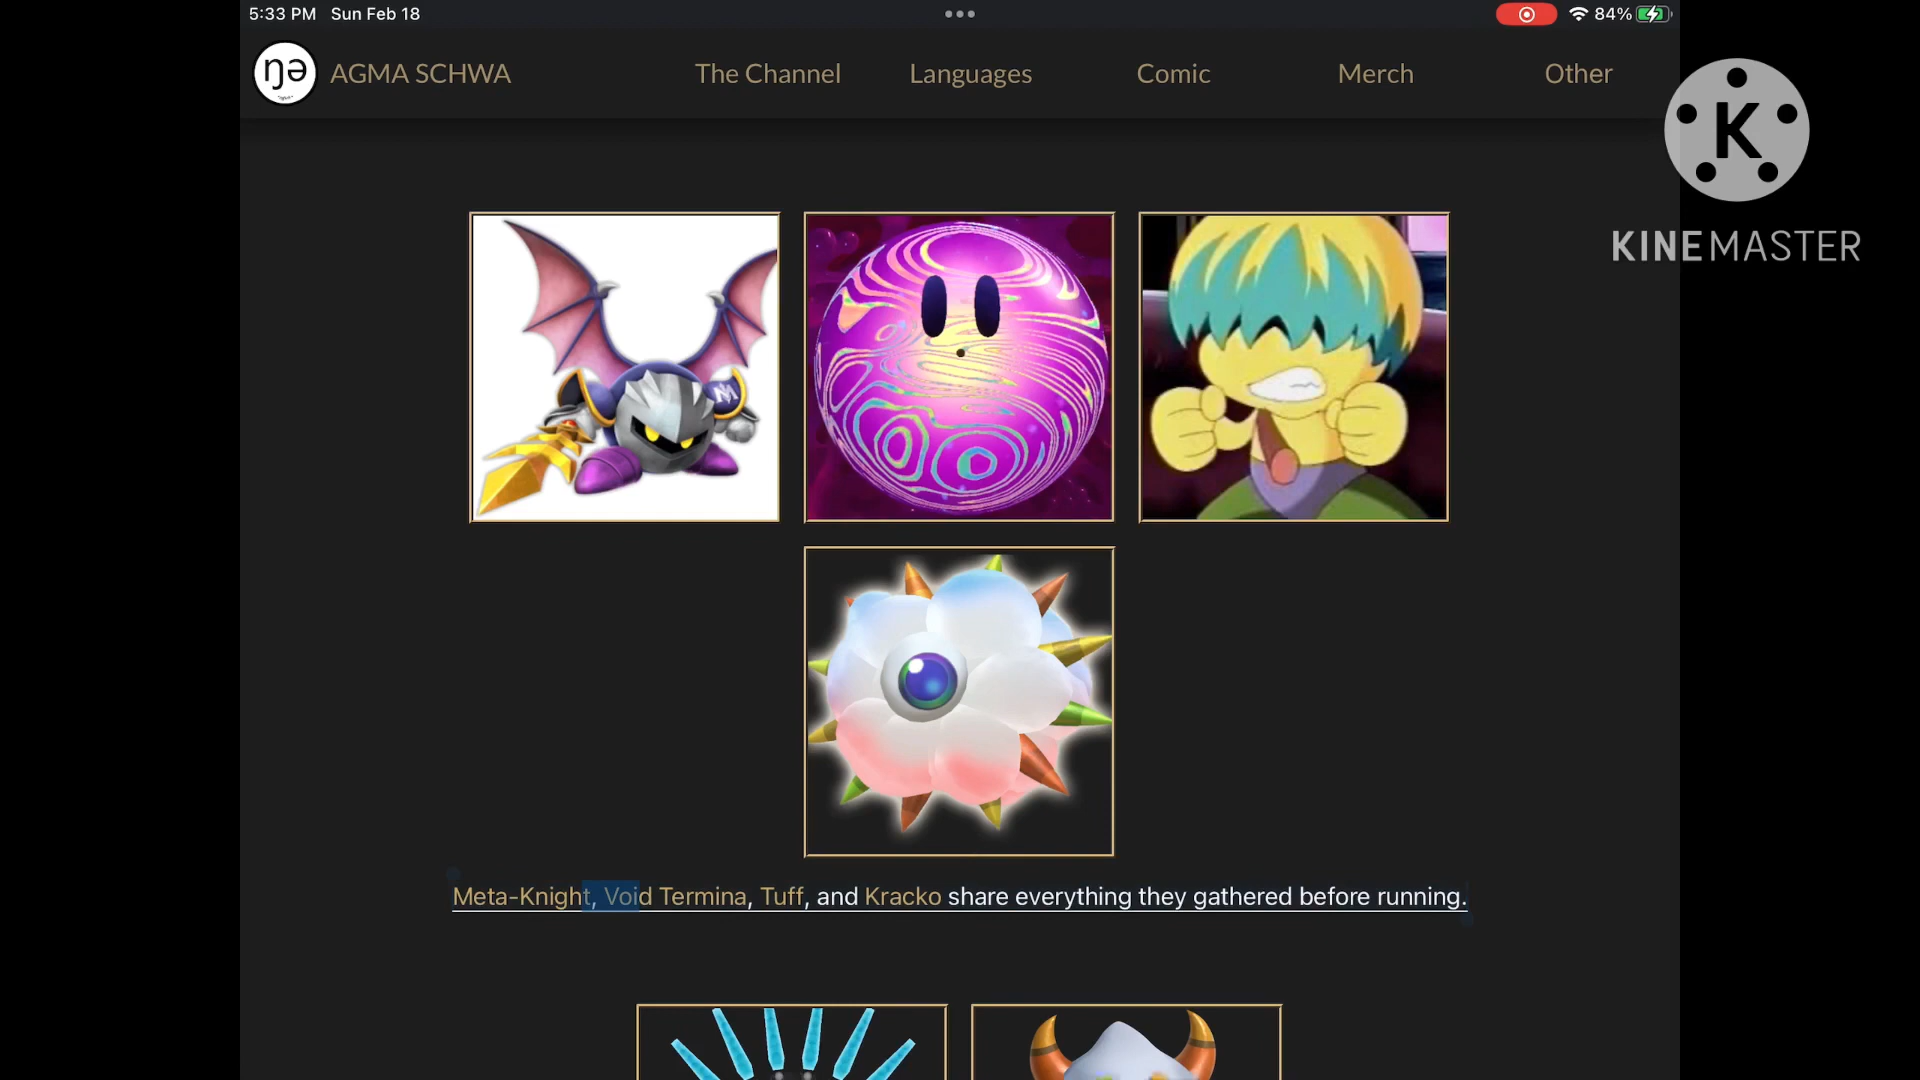 5:33 PM Sun Feb 18
84%
ŋə AGMA SCHWA The Channel Languages Comic Merch Other
K
KINEMASTER
M
Meta-Knight, Void Termina, Tuff, and Kracko share everything they gathered before running.